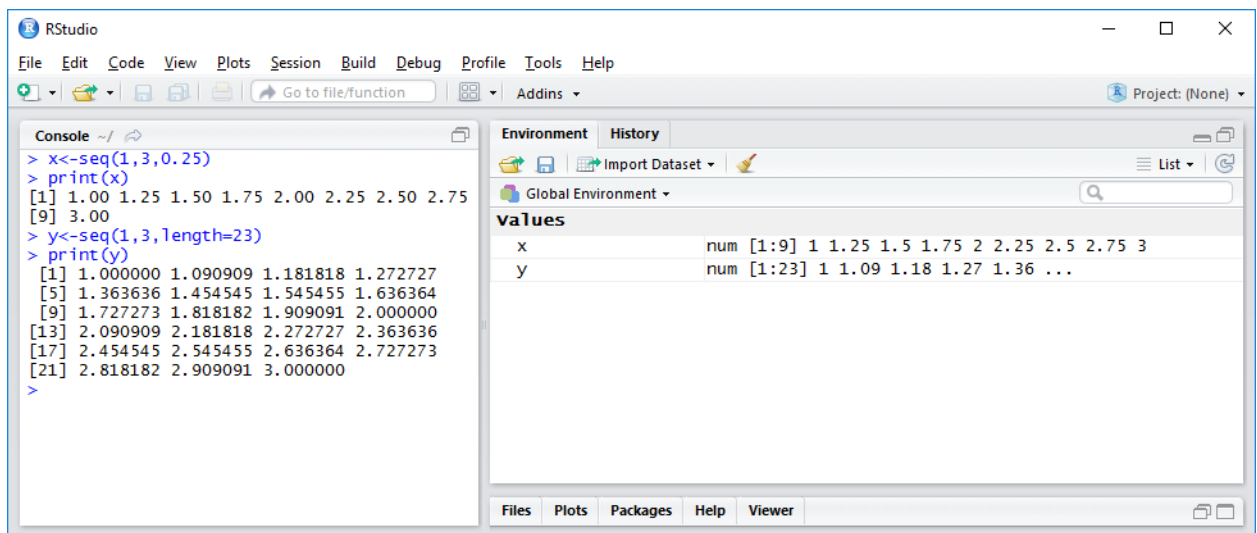 RStudio
File Edit Code View Plots Session Build Debug Profile Tools Help
Go to file/function Addins Project: (None)
Console ~/
> x<-seq(1,3,0.25)
> print(x)
[1] 1.00 1.25 1.50 1.75 2.00 2.25 2.50 2.75
[9] 3.00
> y<-seq(1,3,length=23)
> print(y)
[1] 1.000000 1.090909 1.181818 1.272727
[5] 1.363636 1.454545 1.545455 1.636364
[9] 1.727273 1.818182 1.909091 2.000000
[13] 2.090909 2.181818 2.272727 2.363636
[17] 2.454545 2.545455 2.636364 2.727273
[21] 2.818182 2.909091 3.000000
>
Environment History
Import Dataset List
Global Environment
Values
x num [1:9] 1 1.25 1.5 1.75 2 2.25 2.5 2.75 3
y num [1:23] 1 1.09 1.18 1.27 1.36 ...
Files Plots Packages Help Viewer